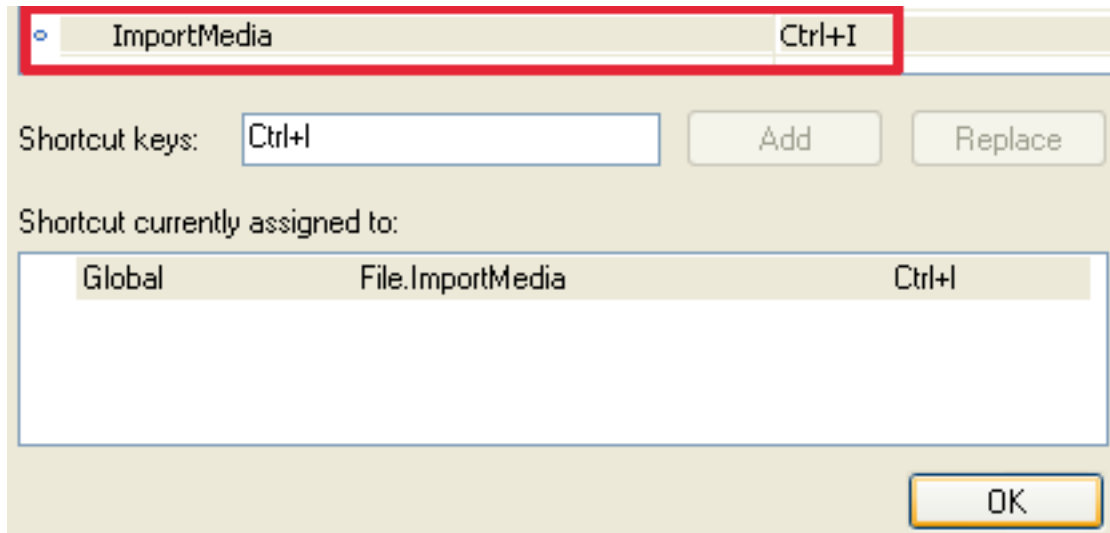 ImportMedia Ctrl+I
Shortcut keys: Ctrl+I Add Replace
Shortcut currently assigned to:
Global File.ImportMedia Ctrl+I
OK